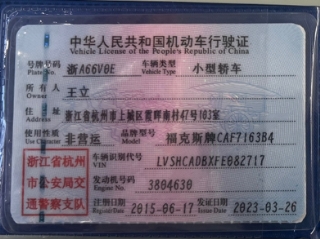 中华人民共和国机动车行驶证
Vehicle License of the People's Republic of China
号牌号码 浙A66V0E 车辆类型 小型轿车
Plate No. Vehicle Type
所有人 王立
Owner
住址 浙江省杭州市上城区霞晖南村47号103室
Address
使用性质 非营运 品牌型号 福克斯牌CAF7163B4
Use Character Model
浙江省杭州
市公安局交
通警察支队
车辆识别代号 LVSHCADBXFE082717
VIN
发动机号码 3804630
Engine No.
注册日期 2015-06-17 发证日期 2023-03-26
Register Date Issue Date